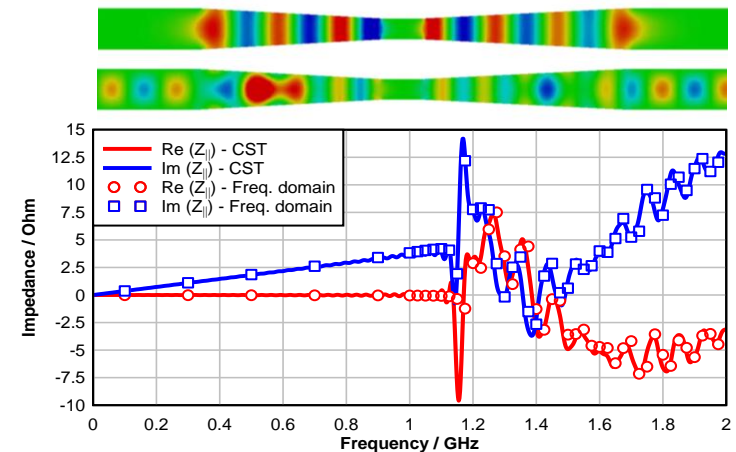 15
12.5
10
7.5
5
2.5
0
-2.5
-5
-7.5
-10
Impedance / Ohm
Re (Z||) - CST
Im (Z||) - CST
Re (Z||) - Freq. domain
Im (Z||) - Freq. domain
0 0.2 0.4 0.6 0.8 1.0 1.2 1.4 1.6 1.8 2
Frequency / GHz